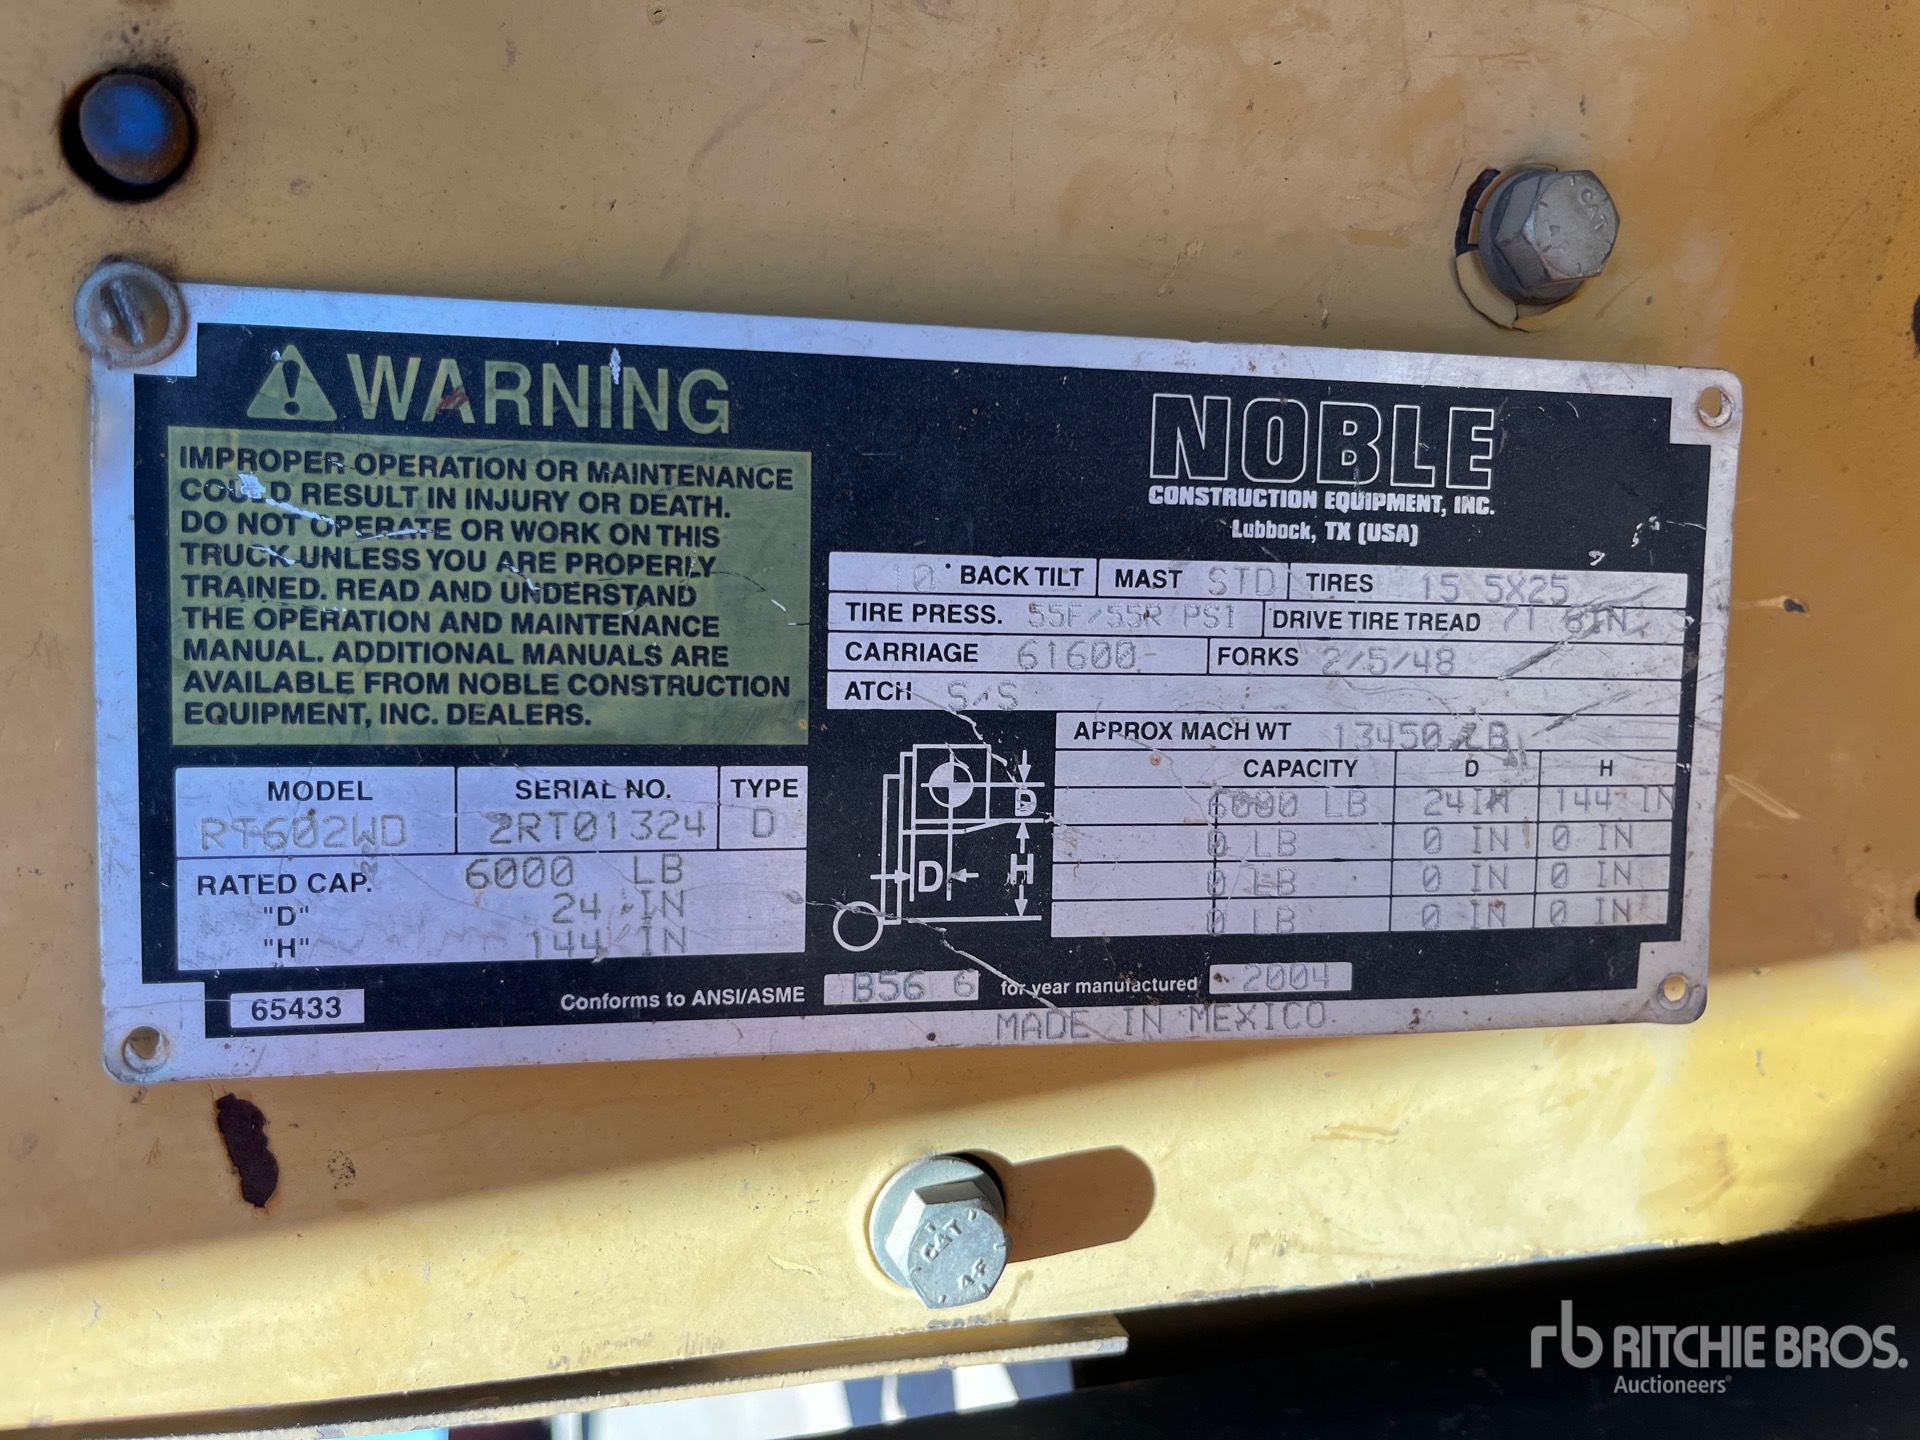 CAT
WARNING
IMPROPER OPERATION OR MAINTENANCE
COULD RESULT IN INJURY OR DEATH.
DO NOT OPERATE OR WORK ON THIS
TRUCK UNLESS YOU ARE PROPERLY
TRAINED. READ AND UNDERSTAND
THE OPERATION AND MAINTENANCE
MANUAL. ADDITIONAL MANUALS ARE
AVAILABLE FROM NOBLE CONSTRUCTION
EQUIPMENT, INC. DEALERS.
MODEL SERIAL NO. TYPE
RT602WD 2RT01324 D
RATED CAP. 6000 LB
"D" 24 IN
"H" 144 IN
65433
NOBLE
CONSTRUCTION EQUIPMENT, INC.
Lubbock, TX (USA)
10° BACK TILT MAST STD TIRES 15 5X25
TIRE PRESS. 55F/55R PSI DRIVE TIRE TREAD 71 8IN
CARRIAGE 61600- FORKS 2/5/48
ATCH S/S
APPROX MACH WT 13450 LB
CAPACITY D H
6000 LB 24IN 144 IN
0 LB 0 IN 0 IN
0 LB 0 IN 0 IN
0 LB 0 IN 0 IN
D
D H
Conforms to ANSI/ASME B56 6 for year manufactured 2004
MADE IN MEXICO
CAT
4-F
rb RITCHIE BROS.
Auctioneers®